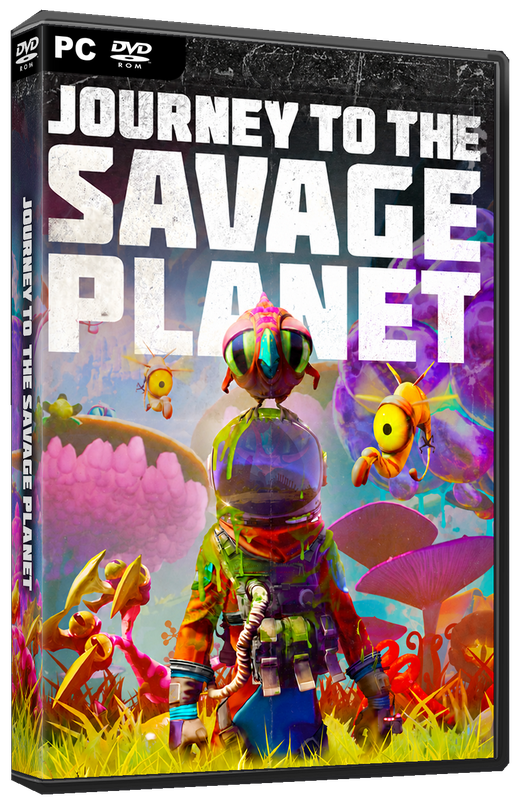 DVD
ROM
PC DVD
ROM
JOURNEY TO THE
SAVAGE
PLANET
JOURNEY TO THE SAVAGE PLANET